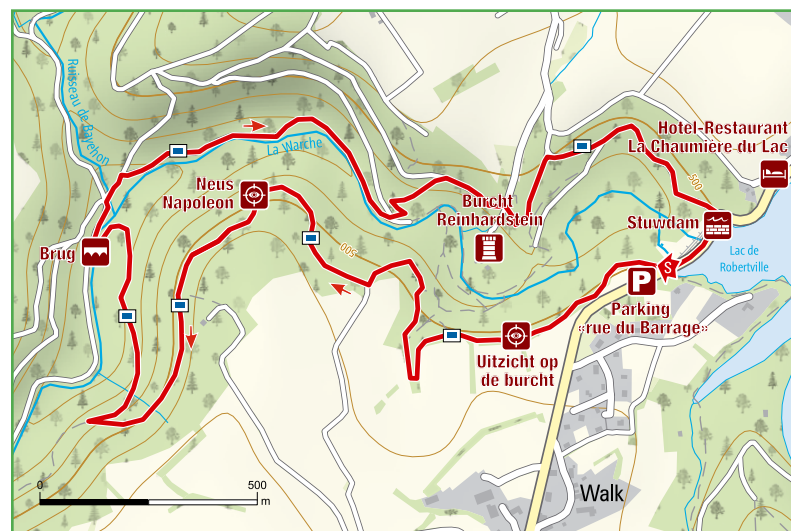 Ruisseau de Bayehon
La Warche
Hotel-Restaurant
La Chaumière du Lac
Neus
Napoleon
Burcht
Reinhardstein
500
Stuwdam
Brug
500
S
Lac de
Robertville
P
Parking
«rue du Barrage»
Uitzicht op
de burcht
0
500
m
Walk